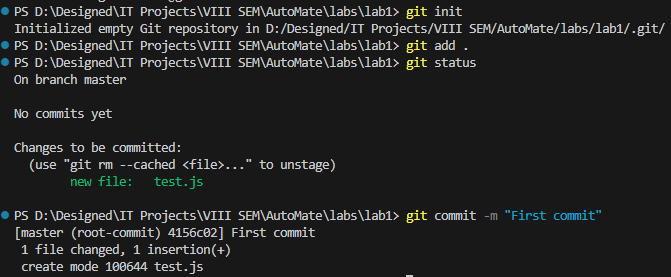 PS D:\Designed\IT Projects\VIII SEM\AutoMate\labs\lab1> git init
Initialized empty Git repository in D:/Designed/IT Projects/VIII SEM/AutoMate/labs/lab1/.git/
PS D:\Designed\IT Projects\VIII SEM\AutoMate\labs\lab1> git add .
PS D:\Designed\IT Projects\VIII SEM\AutoMate\labs\lab1> git status
On branch master
No commits yet
Changes to be committed:
(use "git rm --cached <file>..." to unstage)
new file:   test.js
PS D:\Designed\IT Projects\VIII SEM\AutoMate\labs\lab1> git commit -m "First commit"
[master (root-commit) 4156c02] First commit
1 file changed, 1 insertion(+)
create mode 100644 test.js